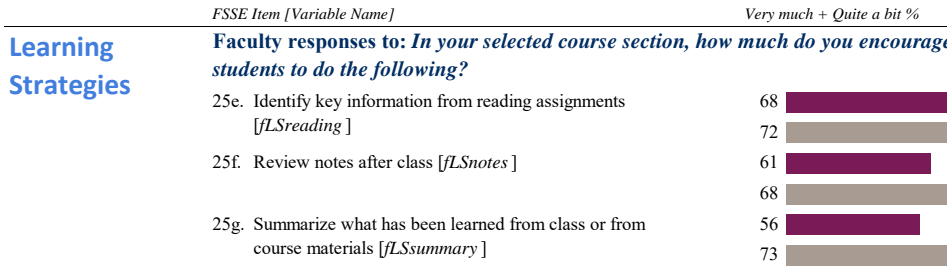 FSSE Item [Variable Name] Very much + Quite a bit %
Learning
Strategies
Faculty responses to: In your selected course section, how much do you encourage
students to do the following?
25e. Identify key information from reading assignments 68
[fLSreading ]
72
25f. Review notes after class [fLSnotes ] 61
68
25g. Summarize what has been learned from class or from 56
course materials [fLSsummary ] 73